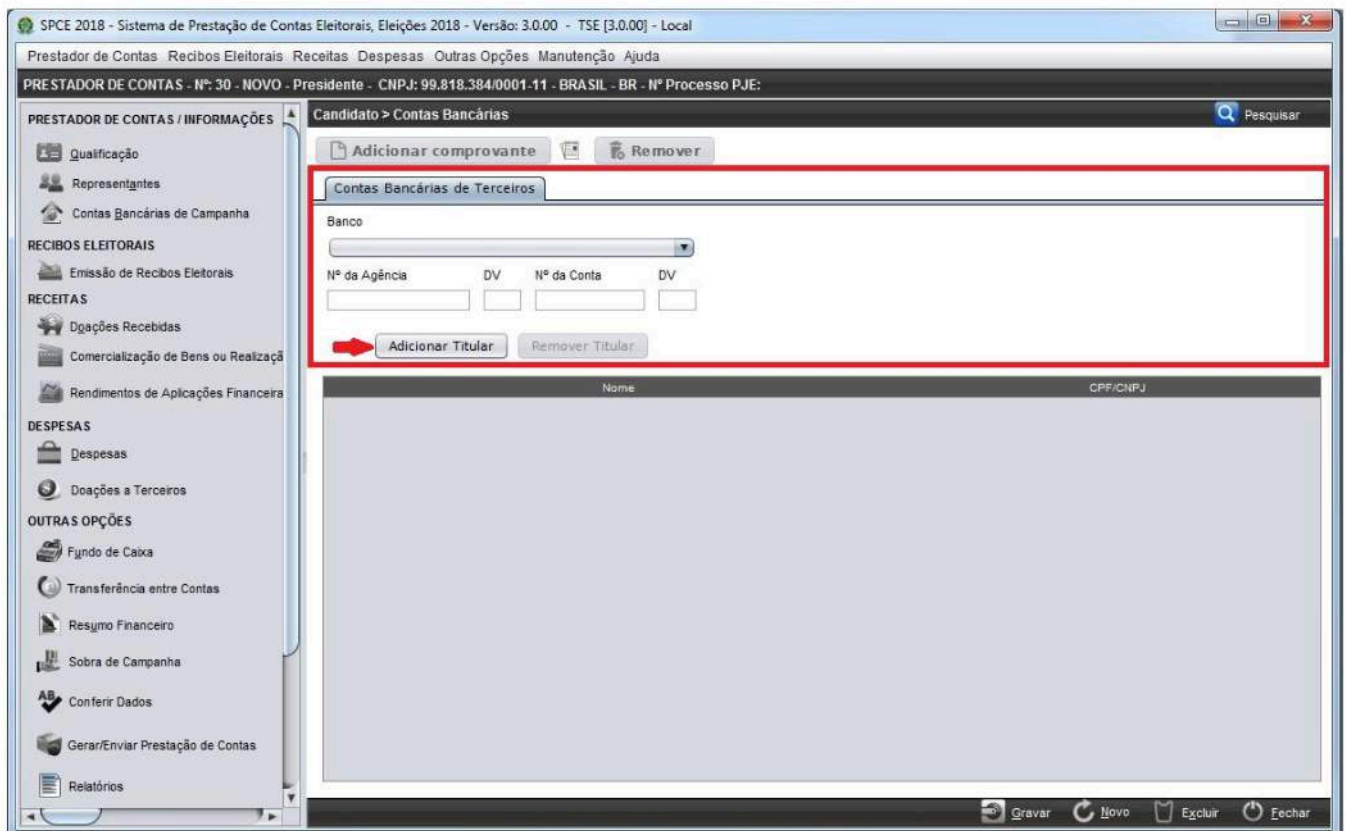 SPCE 2018 - Sistema de Prestação de Contas Eleitorais, Eleições 2018 - Versão: 3.0.00 - TSE [3.0.00] - Local
Prestador de Contas Recibos Eleitorais Receitas Despesas Outras Opções Manutenção Ajuda
PRESTADOR DE CONTAS - Nº: 30 - NOVO - Presidente - CNPJ: 99.818.384/0001-11 - BRASIL - BR - Nº Processo PJE:
PRESTADOR DE CONTAS / INFORMAÇÕES
Qualificação
Representantes
Contas Bancárias de Campanha
RECIBOS ELEITORAIS
Emissão de Recibos Eleitorais
RECEITAS
Doações Recebidas
Comercialização de Bens ou Realizaçã
Rendimentos de Aplicações Financeira
DESPESAS
Despesas
Doações a Terceiros
OUTRAS OPÇÕES
Fundo de Caixa
Transferência entre Contas
Resumo Financeiro
Sobra de Campanha
Conferir Dados
Gerar/Enviar Prestação de Contas
Relatórios
Candidato > Contas Bancárias
Pesquisar
Adicionar comprovante Remover
Contas Bancárias de Terceiros
Banco
Nº da Agência DV Nº da Conta DV
Adicionar Titular Remover Titular
Nome CPF/CNPJ
Gravar Novo Excluir Fechar